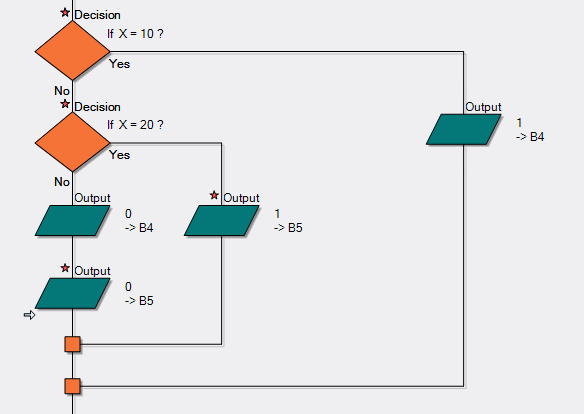 Decision
If X = 10 ?
Yes
No
Decision
If X = 20 ?
Yes
No
Output
1
-> B4
Output
0
-> B4
Output
1
-> B5
Output
0
-> B5